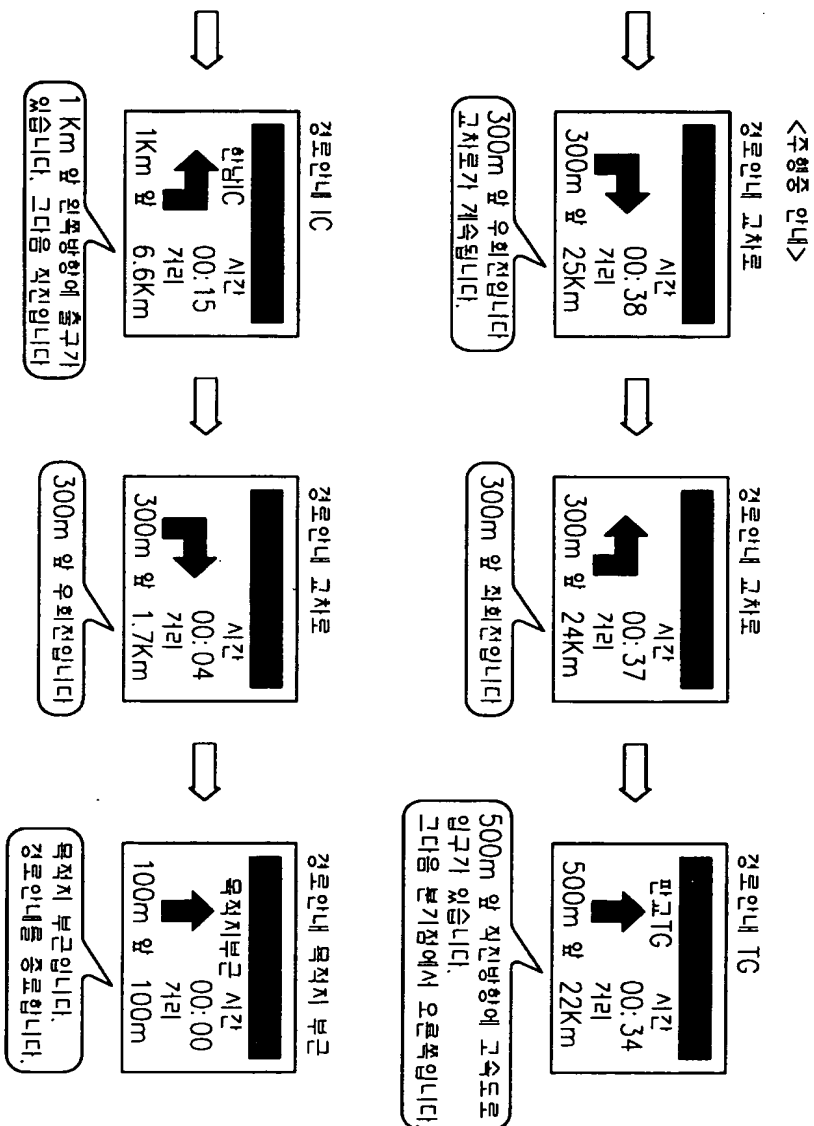 <주행중 안내>
경로안내 교차로
시간
00:38
거리
300m 앞 25Km
300m 앞 우회전입니다
교차로가 계속됩니다.
경로안내 교차로
시간
00:37
거리
300m 앞 24Km
300m 앞 좌회전입니다
경로안내 TG
판교TG 시간
00:34
거리
500m 앞 22Km
500m 앞 직진방향에 고속도로
입구가 있습니다.
그다음 분기점에서 오른쪽입니다.
경로안내 IC
한남IC 시간
00:15
거리
1Km 앞 6.6Km
1 Km 앞 왼쪽방향에 출구가
있습니다. 그다음 직진입니다
경로안내 교차로
시간
00:04
거리
300m 앞 1.7Km
300m 앞 우회전입니다
경로안내 목적지 부근
목적지부근 시간
00:00
거리
100m 앞 100m
목적지 부근입니다.
경로안내를 종료합니다.